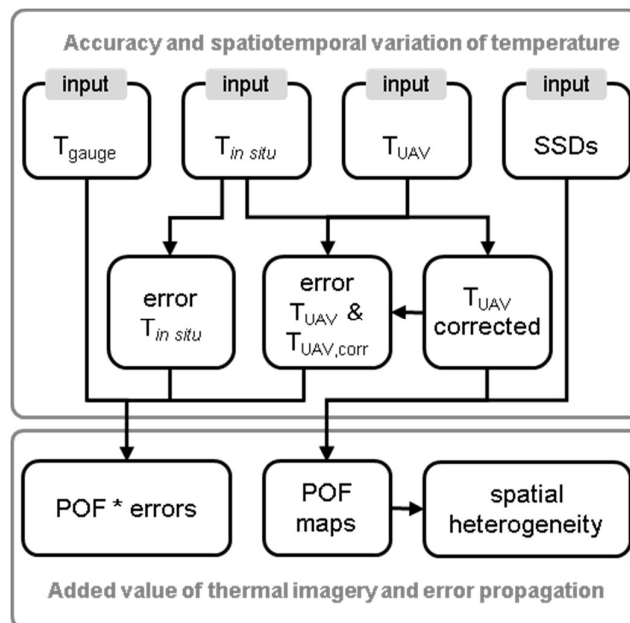 Accuracy and spatiotemporal variation of temperature
input input input input
Tgauge Tin situ TUAV SSDs
error
Tin situ
error
TUAV &
TUAV,corr
TUAV
corrected
POF * errors
POF
maps
spatial
heterogeneity
Added value of thermal imagery and error propagation